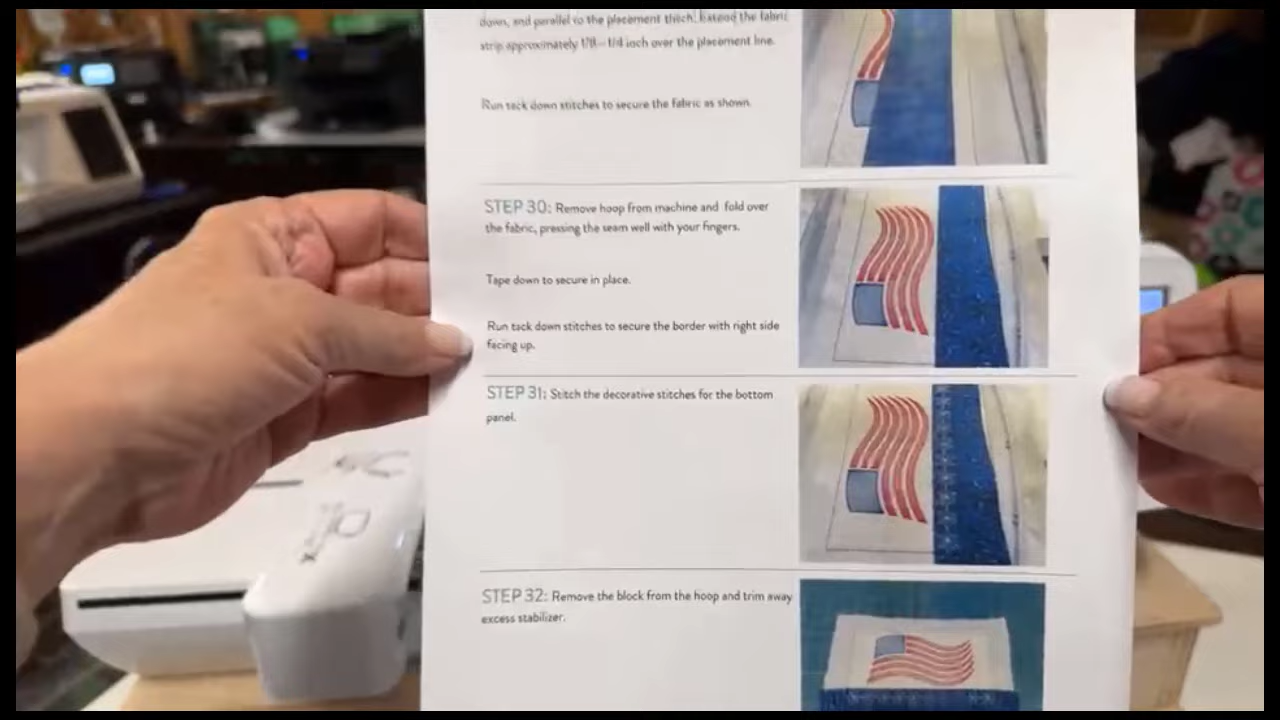 down, and parallel to the placement stitch. Extend the fabric
strip approximately 1/8 – 1/4 inch over the placement line.
Run tack down stitches to secure the fabric as shown.
STEP 30: Remove hoop from machine and fold over
the fabric, pressing the seam well with your fingers.
Tape down to secure in place.
Run tack down stitches to secure the border with right side
facing up.
STEP 31: Stitch the decorative stitches for the bottom
panel.
STEP 32: Remove the block from the hoop and trim away
excess stabilizer.